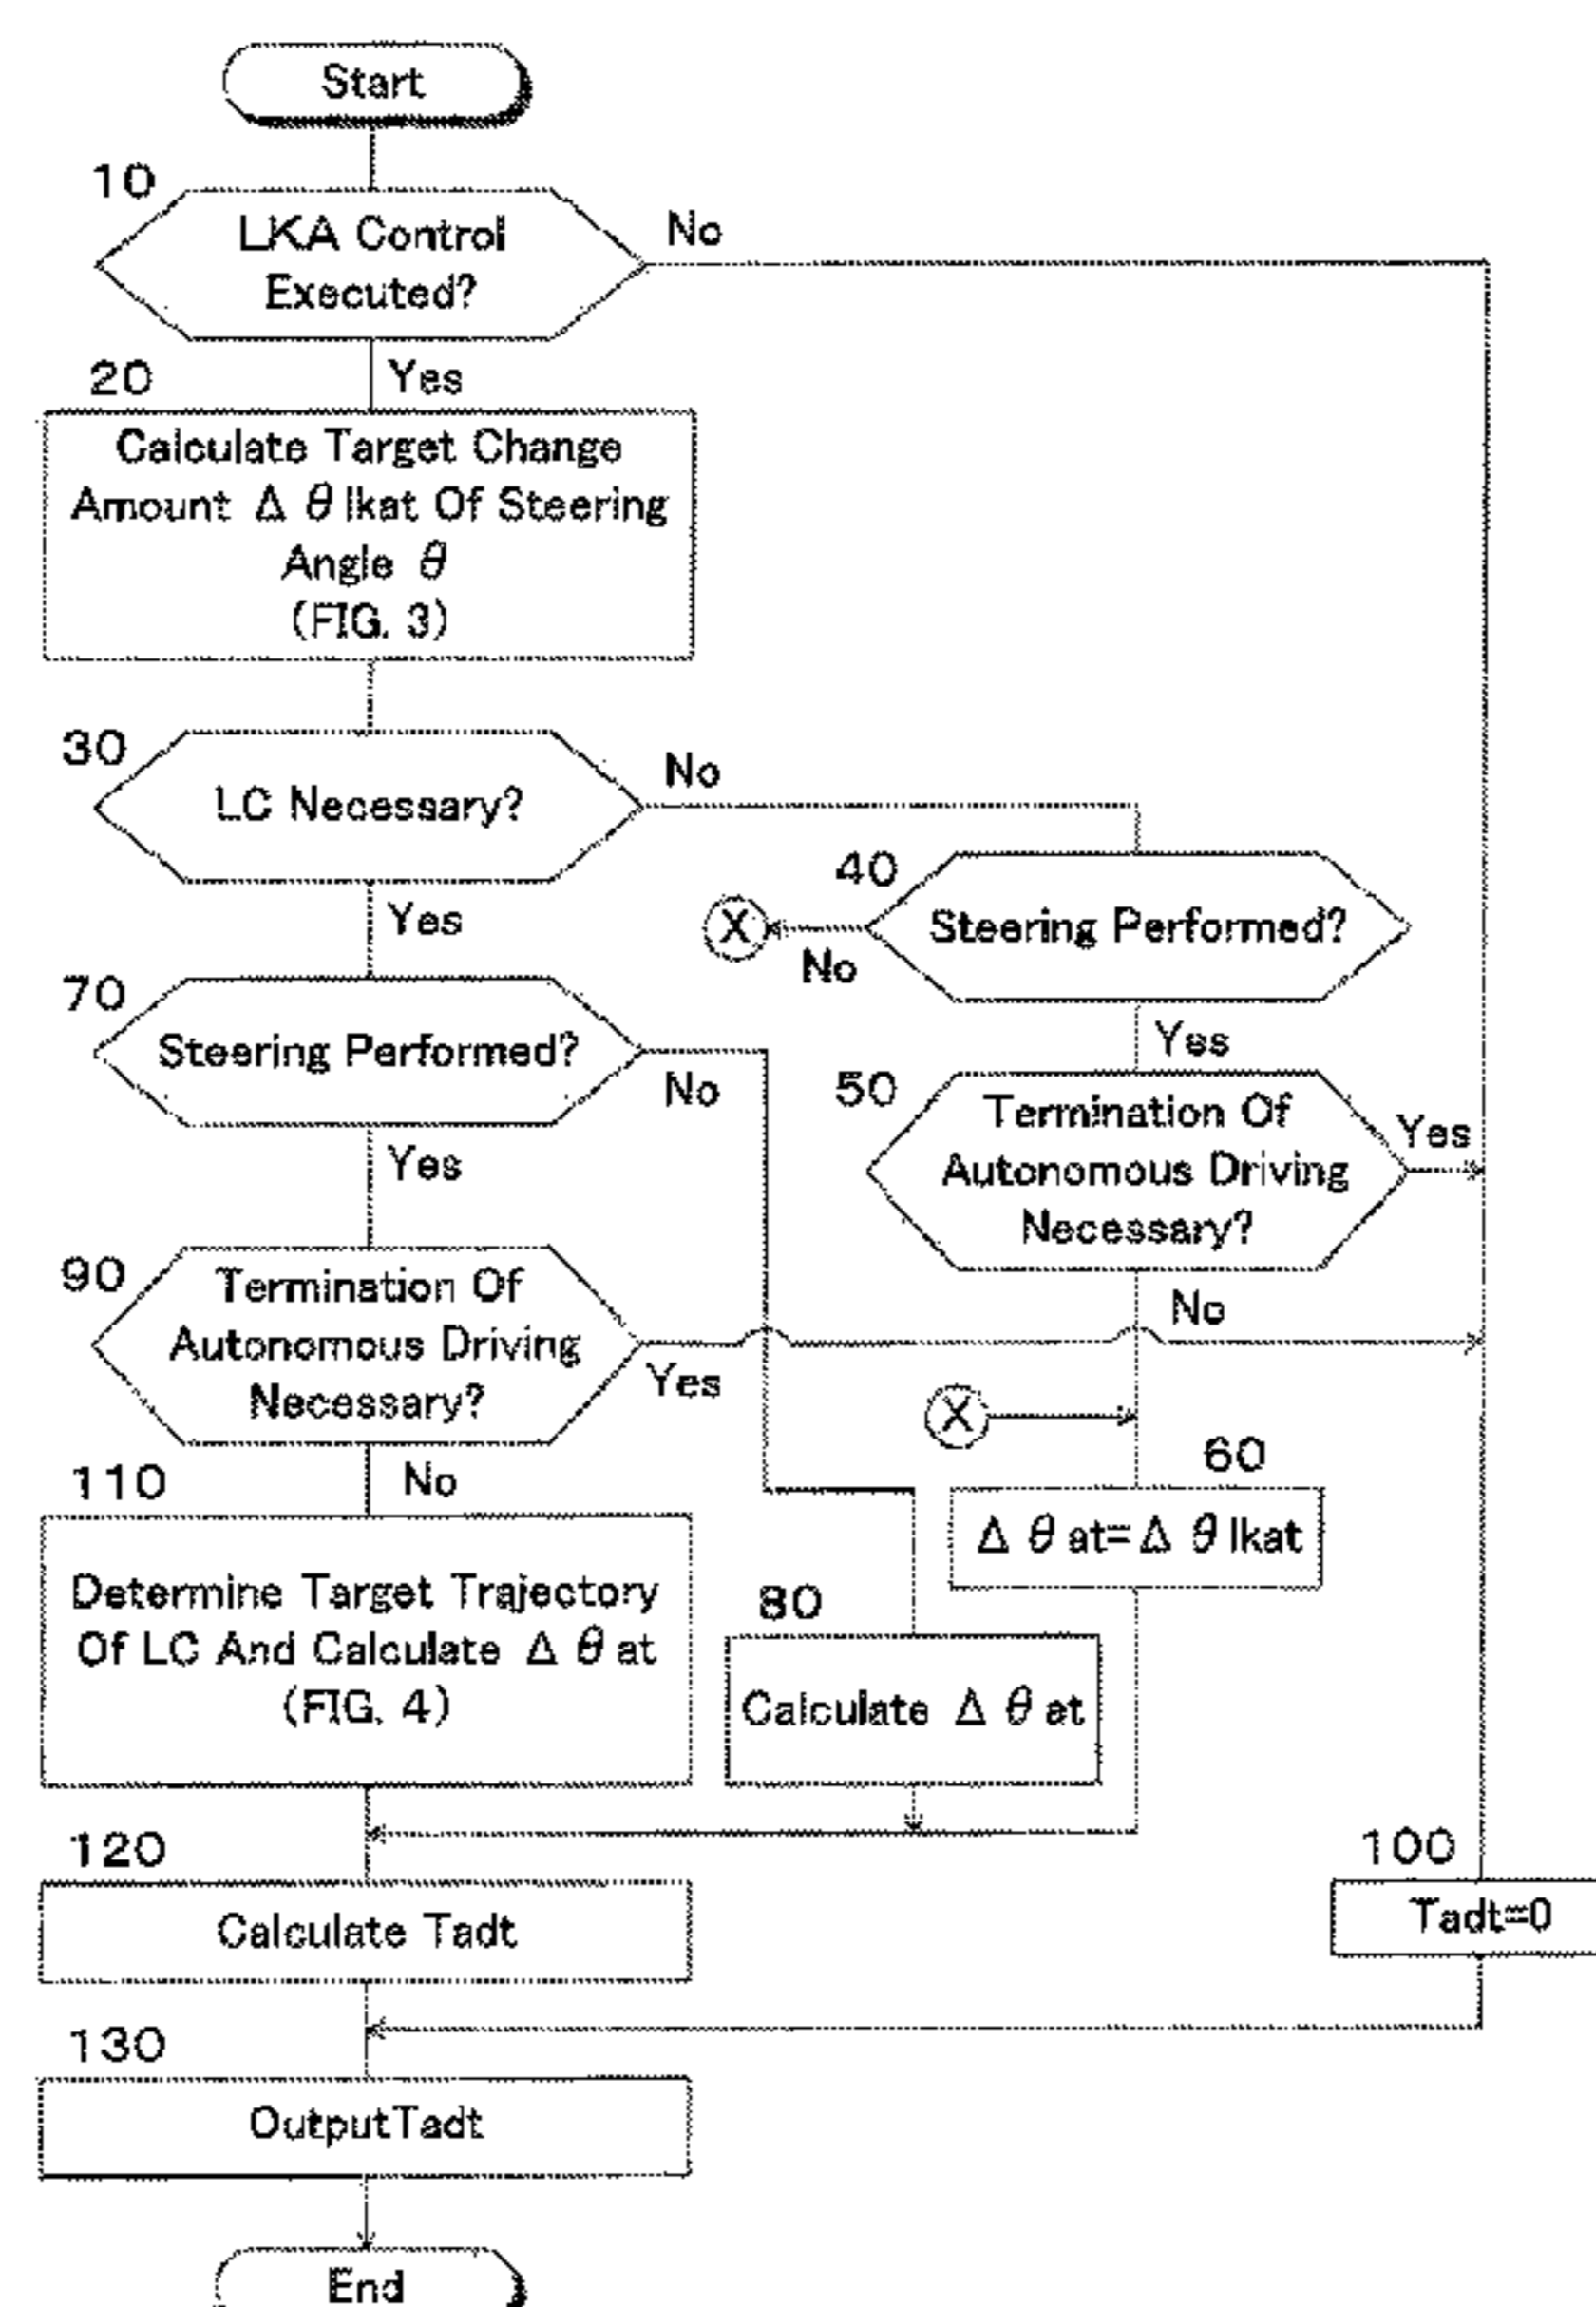 Start
10
LKA Control
Executed?
No
Yes
20
Calculate Target Change
Amount Δ θ lkat Of Steering
Angle θ
(FIG. 3)
30
LC Necessary?
No
Yes
40
Steering Performed?
X
No
Yes
70
Steering Performed?
No
Yes
50
Termination Of
Autonomous Driving
Necessary?
Yes
No
90
Termination Of
Autonomous Driving
Necessary?
Yes
No
X
60
Δ θ at=Δ θ lkat
110
Determine Target Trajectory
Of LC And Calculate Δ θ at
(FIG. 4)
80
Calculate Δ θ at
120
Calculate Tadt
100
Tadt=0
130
OutputTadt
End